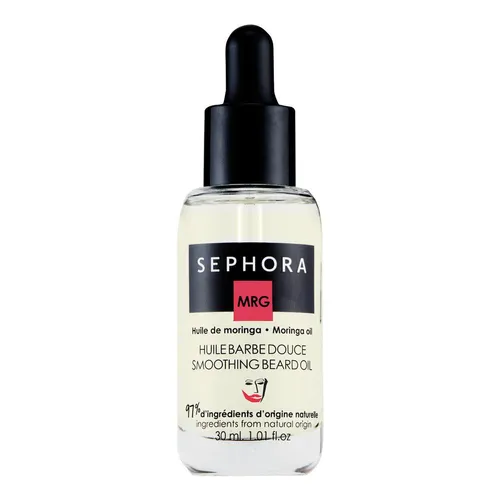 SEPHORA
MRG
Huile de moringa • Moringa oil
HUILE BARBE DOUCE
SMOOTHING BEARD OIL
97% d'ingrédients d'origine naturelle
ingredients from natural origin
30 ml. 1.01 fl.oz